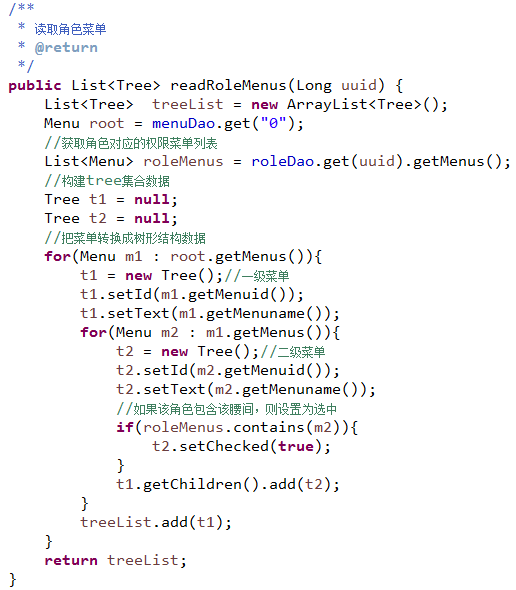 /**
 * 读取角色菜单
 * @return
 */
public List<Tree> readRoleMenus(Long uuid) {
    List<Tree>  treeList = new ArrayList<Tree>();
    Menu root = menuDao.get("0");
    //获取角色对应的权限菜单列表
    List<Menu> roleMenus = roleDao.get(uuid).getMenus();
    //构建tree集合数据
    Tree t1 = null;
    Tree t2 = null;
    //把菜单转换成树形结构数据
    for(Menu m1 : root.getMenus()){
        t1 = new Tree();//一级菜单
        t1.setId(m1.getMenuid());
        t1.setText(m1.getMenuname());
        for(Menu m2 : m1.getMenus()){
            t2 = new Tree();//二级菜单
            t2.setId(m2.getMenuid());
            t2.setText(m2.getMenuname());
            //如果该角色包含该腰间，则设置为选中
            if(roleMenus.contains(m2)){
                t2.setChecked(true);
            }
            t1.getChildren().add(t2);
        }
        treeList.add(t1);
    }
    return treeList;
}